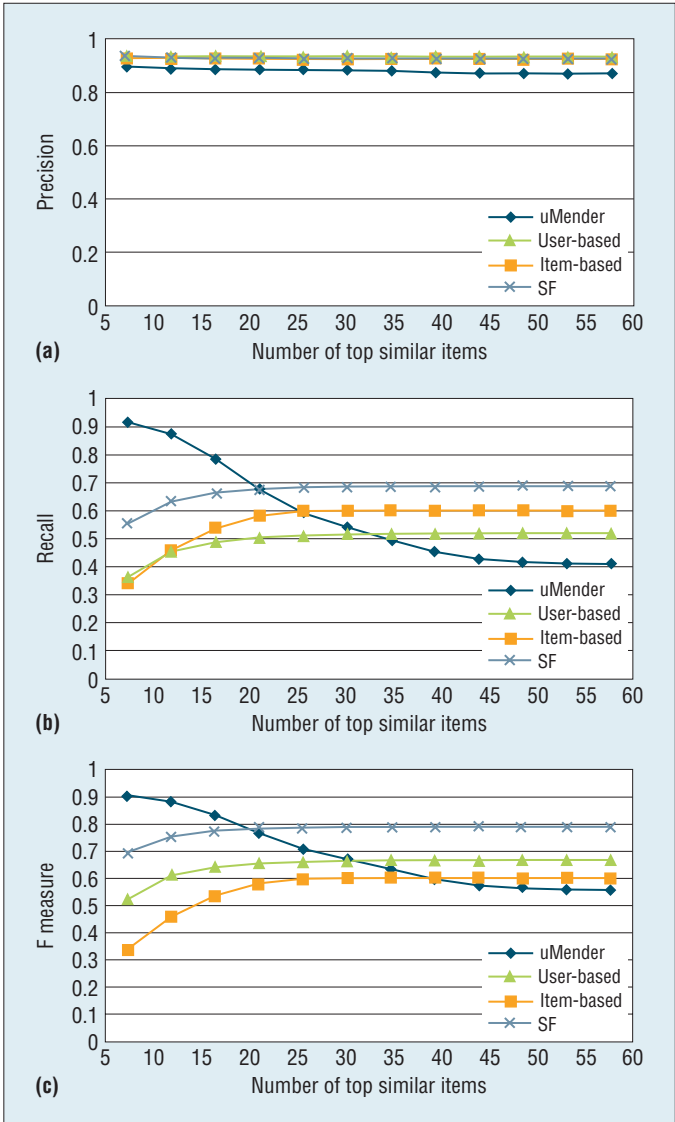 1
0.8
0.6
0.4
0.2
0
Precision
uMender
User-based
Item-based
SF
5 10 15 20 25 30 35 40 45 50 55 60
(a) Number of top similar items
1
0.9
0.8
0.7
0.6
0.5
0.4
0.3
0.2
0.1
0
Recall
uMender
User-based
Item-based
SF
5 10 15 20 25 30 35 40 45 50 55 60
(b) Number of top similar items
1
0.9
0.8
0.7
0.6
0.5
0.4
0.3
0.2
0.1
0
F measure
uMender
User-based
Item-based
SF
5 10 15 20 25 30 35 40 45 50 55 60
(c) Number of top similar items